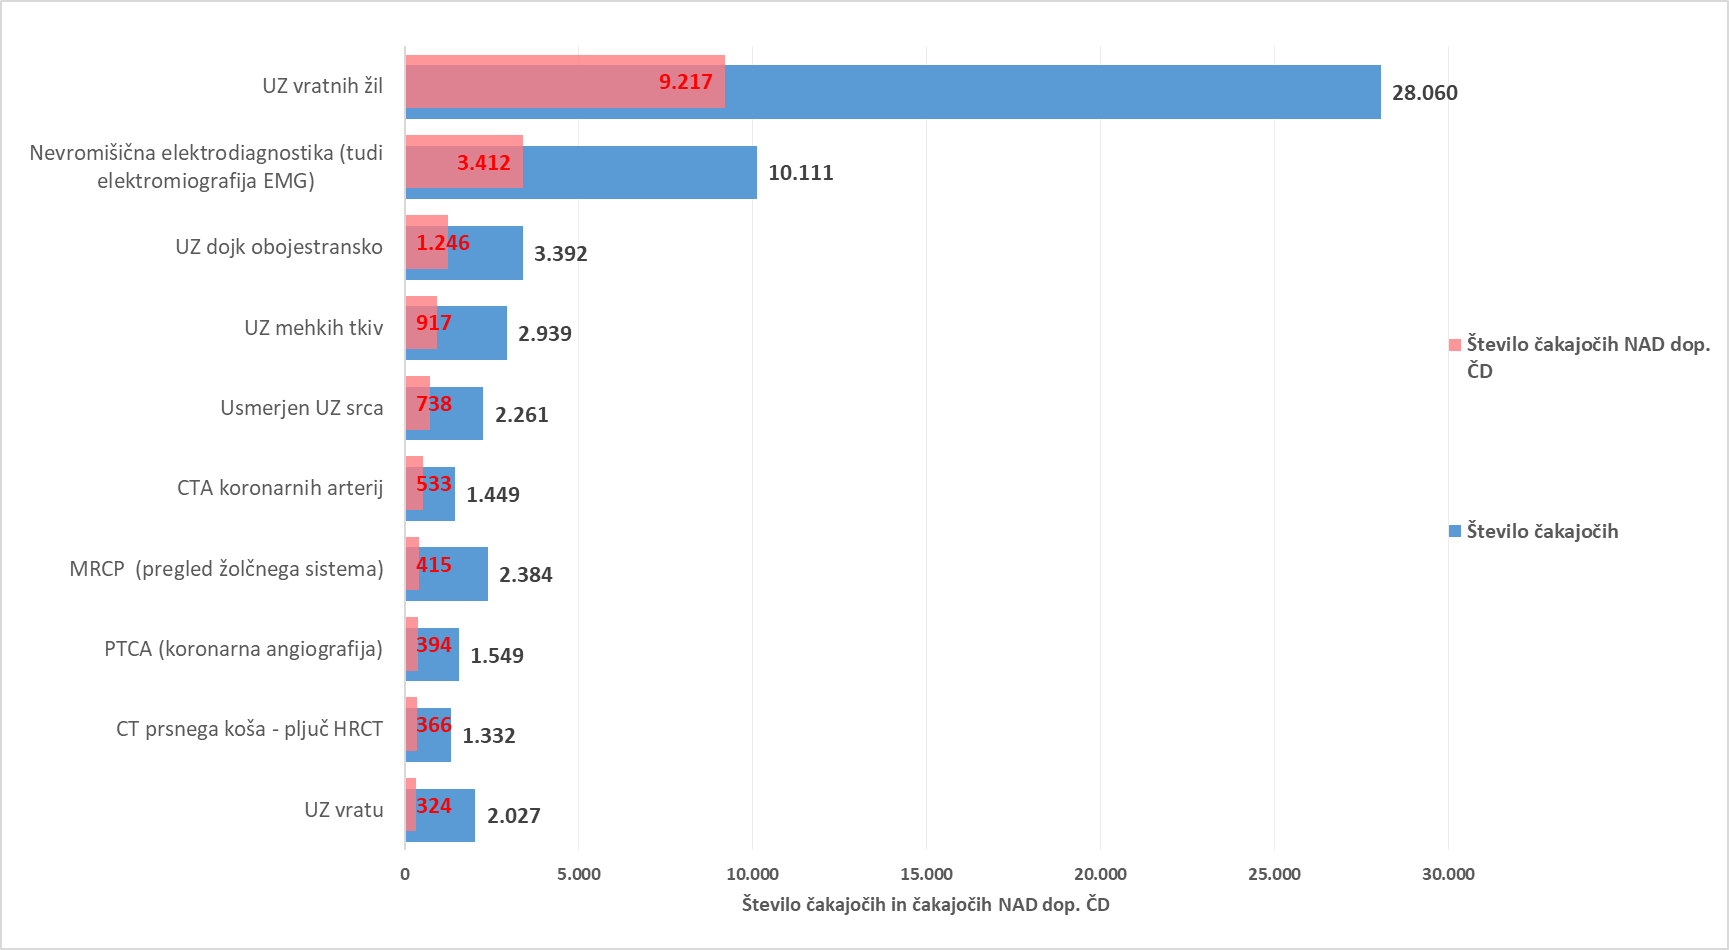 UZ vratnih žil
9.217
28.060
Nevromišična elektrodiagnostika (tudi
elektromiografija EMG)
3.412
10.111
UZ dojk obojestransko
1.246
3.392
UZ mehkih tkiv
917
2.939
Usmerjen UZ srca
738
2.261
CTA koronarnih arterij
533
1.449
MRCP  (pregled žolčnega sistema)
415
2.384
PTCA (koronarna angiografija)
394
1.549
CT prsnega koša - pljuč HRCT
366
1.332
UZ vratu
324
2.027
0
5.000
10.000
15.000
20.000
25.000
30.000
Število čakajočih in čakajočih NAD dop. ČD
Število čakajočih NAD dop.
ČD
Število čakajočih